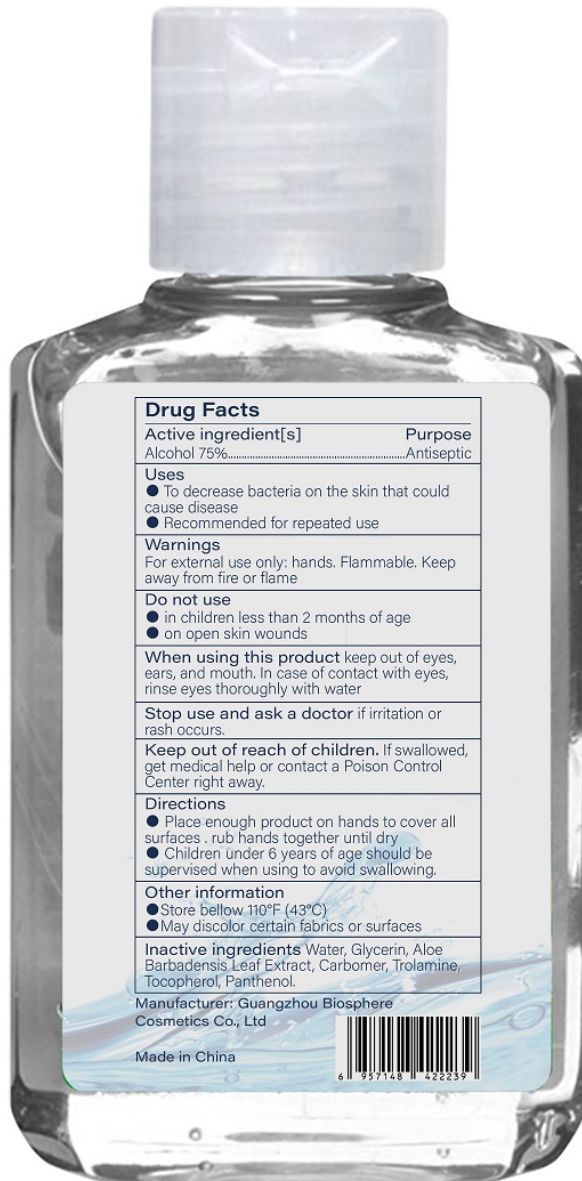 Drug Facts
Active ingredient[s] Purpose
Alcohol 75%..........................................................Antiseptic
Uses
● To decrease bacteria on the skin that could
cause disease
● Recommended for repeated use
Warnings
For external use only: hands. Flammable. Keep
away from fire or flame
Do not use
● in children less than 2 months of age
● on open skin wounds
When using this product keep out of eyes,
ears, and mouth. In case of contact with eyes,
rinse eyes thoroughly with water
Stop use and ask a doctor if irritation or
rash occurs.
Keep out of reach of children. If swallowed,
get medical help or contact a Poison Control
Center right away.
Directions
● Place enough product on hands to cover all
surfaces . rub hands together until dry
● Children under 6 years of age should be
supervised when using to avoid swallowing.
Other information
●Store bellow 110°F (43°C)
●May discolor certain fabrics or surfaces
Inactive ingredients Water, Glycerin, Aloe
Barbadensis Leaf Extract, Carbomer, Trolamine,
Tocopherol, Panthenol.
Manufacturer: Guangzhou Biosphere
Cosmetics Co., Ltd
Made in China
6 957148 422239